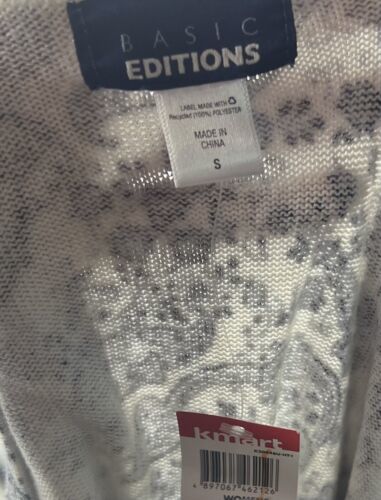 BASIC
EDITIONS
LABEL MADE WITH
Recycled (100%) POLYESTER
MADE IN
CHINA
S
kmart
4 897067 462126